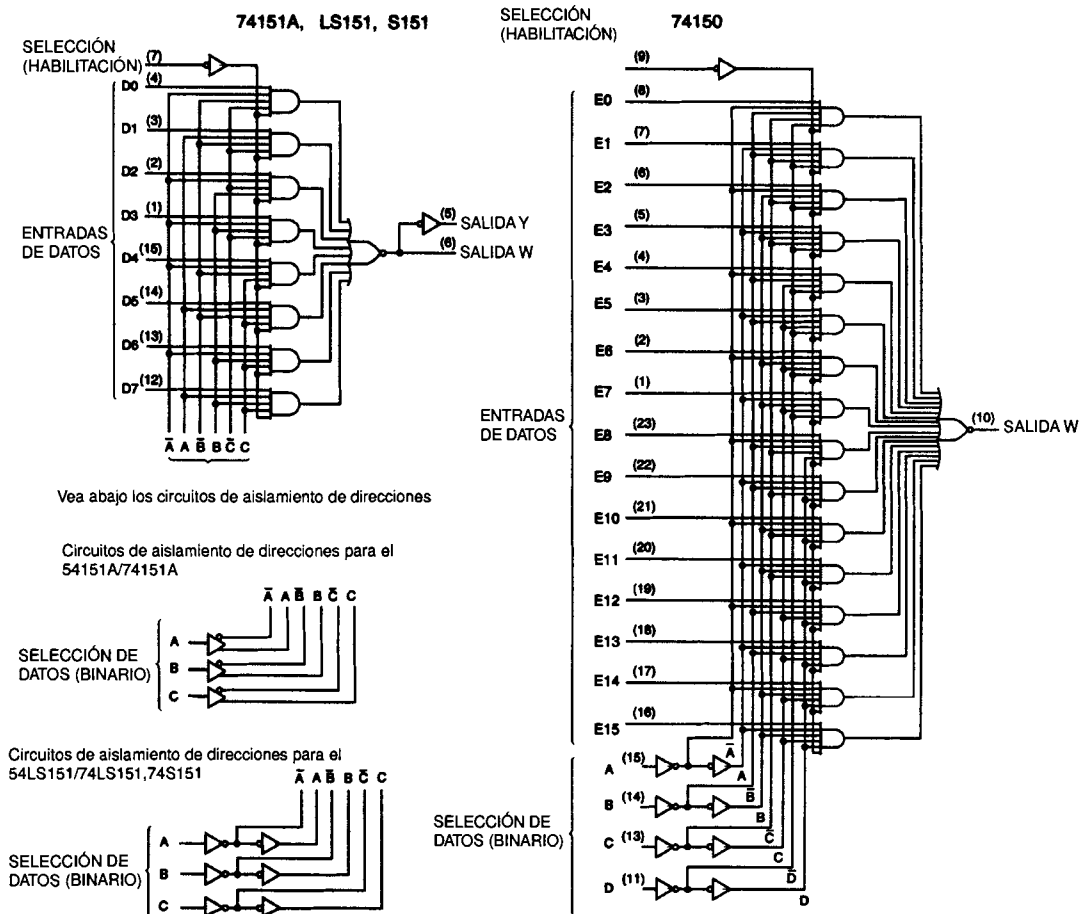 74151A, LS151, S151
SELECCIÓN
(HABILITACIÓN) (7)
D0 (4)
D1 (3)
D2 (2)
D3 (1)
D4 (15)
D5 (14)
D6 (13)
D7 (12)
ENTRADAS
DE DATOS
(5) SALIDA Y
(6) SALIDA W
A̅ A B̅ B C̅ C
Vea abajo los circuitos de aislamiento de direcciones
Circuitos de aislamiento de direcciones para el
54151A/74151A
A̅ A B̅ B C̅ C
SELECCIÓN DE
DATOS (BINARIO)
A
B
C
Circuitos de aislamiento de direcciones para el
54LS151/74LS151,74S151
A̅ A B̅ B C̅ C
SELECCIÓN DE
DATOS (BINARIO)
A
B
C
SELECCIÓN
(HABILITACIÓN)
74150
(9)
E0 (8)
E1 (7)
E2 (6)
E3 (5)
E4 (4)
E5 (3)
E6 (2)
E7 (1)
E8 (23)
E9 (22)
E10 (21)
E11 (20)
E12 (19)
E13 (18)
E14 (17)
E15 (16)
ENTRADAS
DE DATOS
(10) SALIDA W
A (15) A̅
A
B (14) B̅
B
C (13) C̅
C
D (11) D̅
D
SELECCIÓN DE
DATOS (BINARIO)